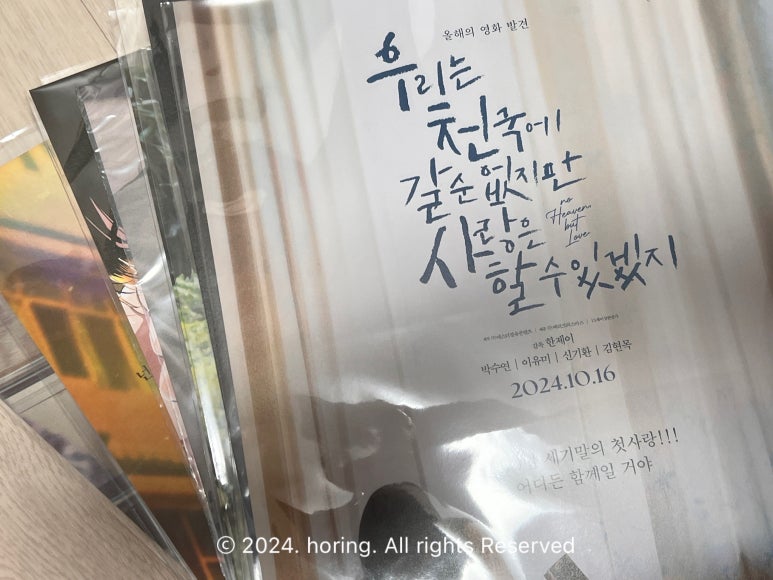 올해의 영화 발견
우리는
천국에
갈 순 없지만
사랑은
할 수 있겠지
no
Heaven,
but
Love
감독 한제이
박수연 | 이유미 | 신기환 | 김현목
2024.10.16
세기말의 첫사랑!!!
어디든 함께일 거야
넌
© 2024. horing. All rights Reserved